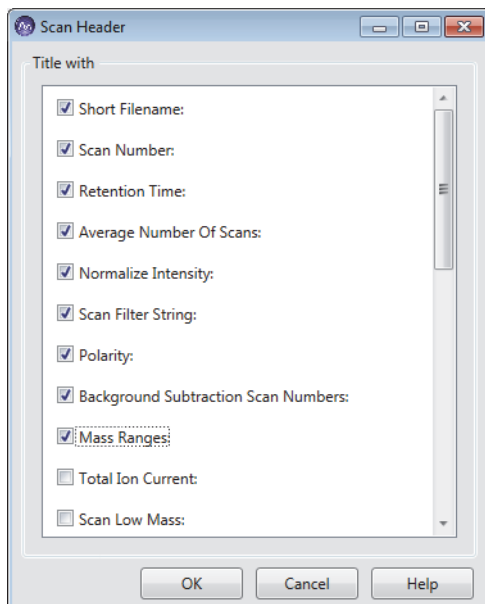 Scan Header
Title with
Short Filename:
Scan Number:
Retention Time:
Average Number Of Scans:
Normalize Intensity:
Scan Filter String:
Polarity:
Background Subtraction Scan Numbers:
Mass Ranges
Total Ion Current:
Scan Low Mass:
OK Cancel Help